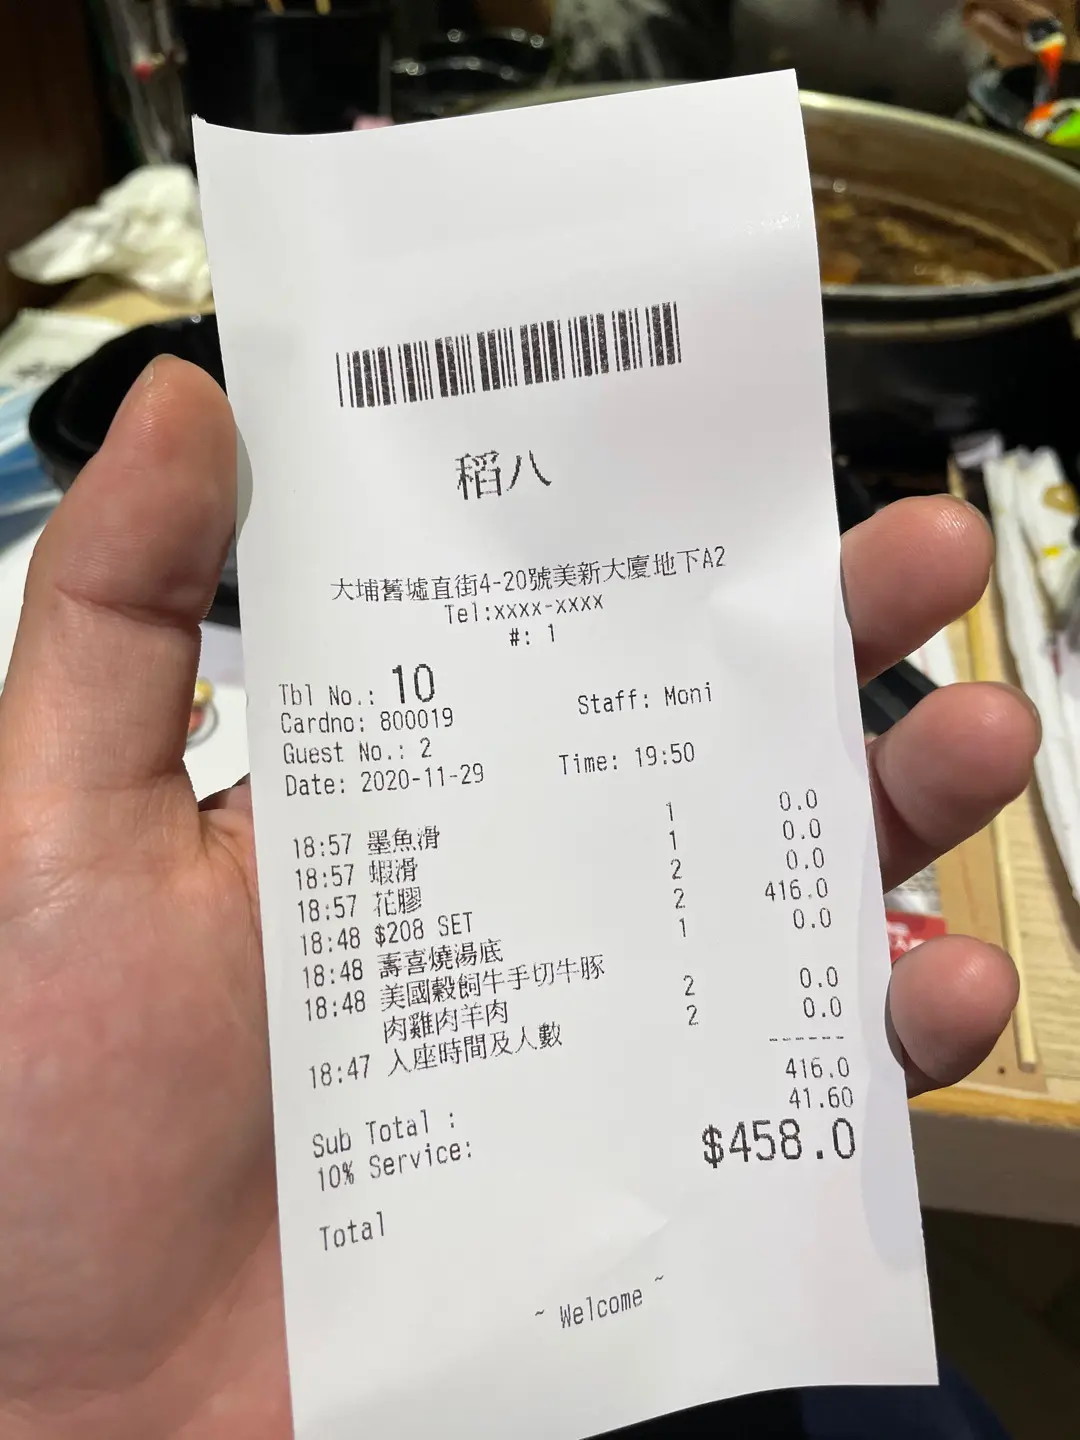 稻八
大埔舊墟直街4-20號美新大廈地下A2
Tel:xxxx-xxxx
#: 1
Tbl No.: 10
Cardno: 800019 Staff: Moni
Guest No.: 2
Date: 2020-11-29 Time: 19:50
18:57 墨魚滑 1 0.0
18:57 蝦滑 1 0.0
18:57 花膠 2 0.0
18:48 $208 SET 2 416.0
18:48 壽喜燒湯底 1 0.0
18:48 美國穀飼牛手切牛豚
肉雞肉羊肉 2 0.0
18:47 入座時間及人數 2 0.0
------
Sub Total : 416.0
10% Service: 41.60
Total $458.0
~ Welcome ~